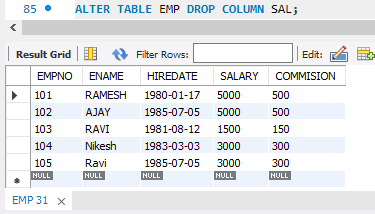 85 ALTER TABLE EMP DROP COLUMN SAL;
Result Grid Filter Rows: Edit:
EMPNO ENAME HIREDATE SALARY COMMISION
101 RAMESH 1980-01-17 5000 500
102 AJAY 1985-07-05 5000 500
103 RAVI 1981-08-12 1500 150
104 Nikesh 1983-03-03 3000 300
105 Ravi 1985-07-05 3000 300
NULL NULL NULL NULL NULL
EMP 31